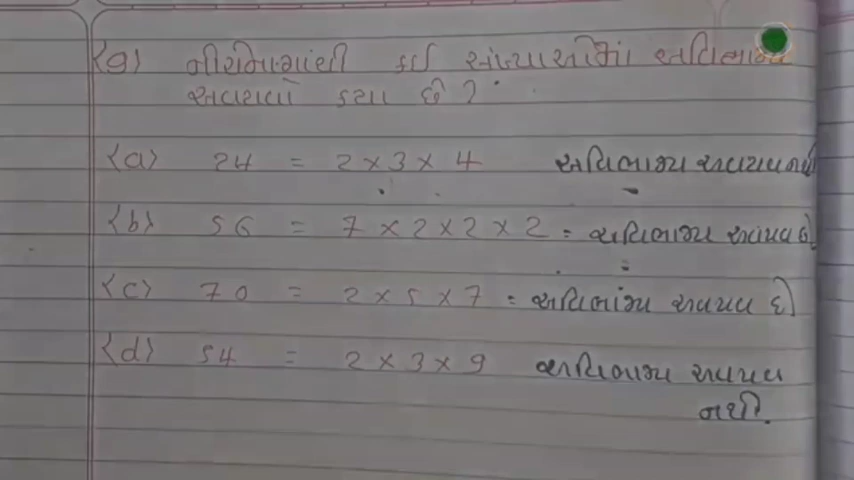 (9) નીચેનામાંથી કઈ સંખ્યાઓમાં અવિભાજ્ય
અવયવો કર્યા છે ?
(a) 24 = 2 × 3 × 4 અવિભાજ્ય અવયવ નથી
(b) 56 = 7 × 2 × 2 × 2 = અવિભાજ્ય અવયવ છે
(c) 70 = 2 × 5 × 7 = અવિભાજ્ય અવયવ છે
(d) 54 = 2 × 3 × 9 અવિભાજ્ય અવયવ
નથી.